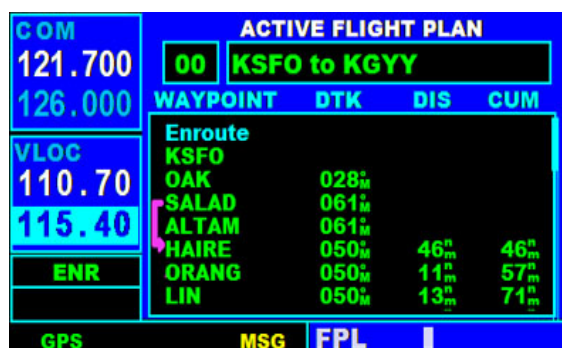 COM
121.700
126.000
VLOC
110.70
115.40
ENR
ACTIVE FLIGHT PLAN
00 KSFO to KGYY
WAYPOINT DTK DIS CUM
Enroute
KSFO
OAK 028°M
SALAD 061°M
ALTAM 061°M
HAIRE 050°M 46nm 46nm
ORANG 050°M 11nm 57nm
LIN 050°M 13nm 71nm
GPS MSG FPL